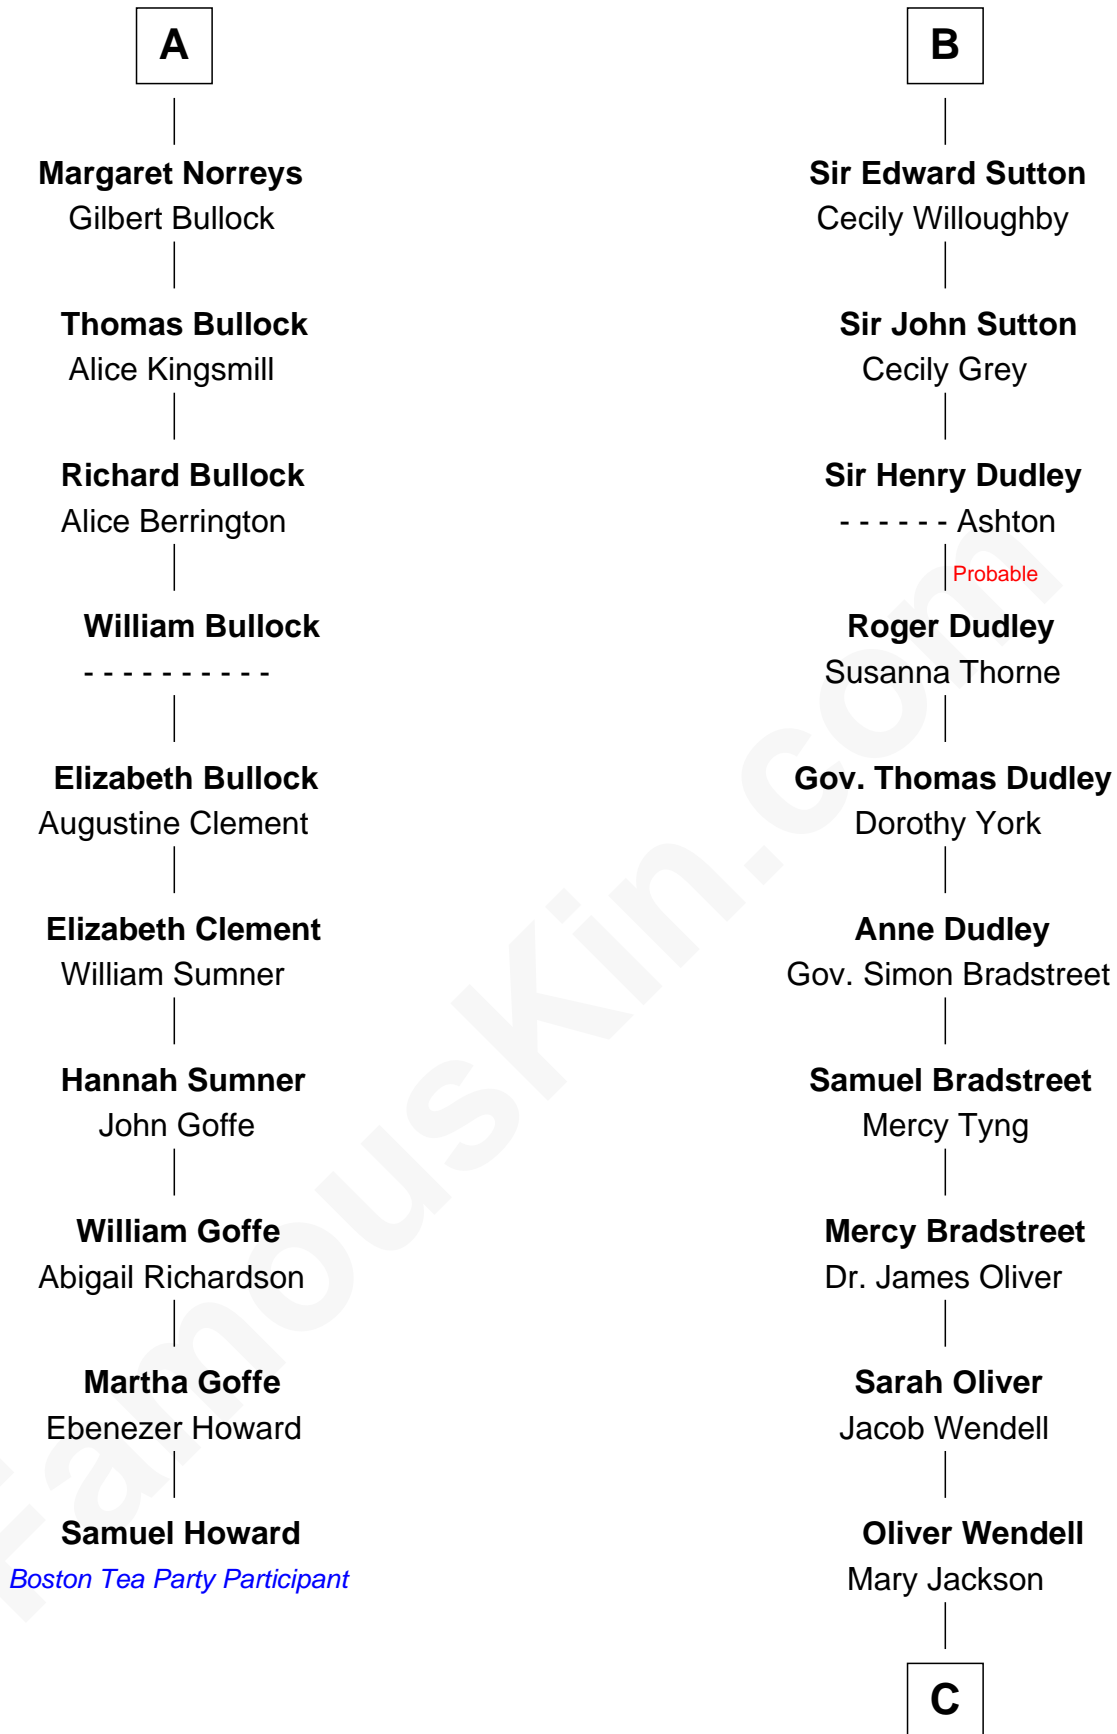 A
Margaret Norreys
Gilbert Bullock
Thomas Bullock
Alice Kingsmill
Richard Bullock
Alice Berrington
William Bullock
- - - - - - - - - -
Elizabeth Bullock
Augustine Clement
Elizabeth Clement
William Sumner
Hannah Sumner
John Goffe
William Goffe
Abigail Richardson
Martha Goffe
Ebenezer Howard
Samuel Howard
Boston Tea Party Participant
B
Sir Edward Sutton
Cecily Willoughby
Sir John Sutton
Cecily Grey
Sir Henry Dudley
- - - - - - Ashton
Probable
Roger Dudley
Susanna Thorne
Gov. Thomas Dudley
Dorothy York
Anne Dudley
Gov. Simon Bradstreet
Samuel Bradstreet
Mercy Tyng
Mercy Bradstreet
Dr. James Oliver
Sarah Oliver
Jacob Wendell
Oliver Wendell
Mary Jackson
C
FamousKin.com